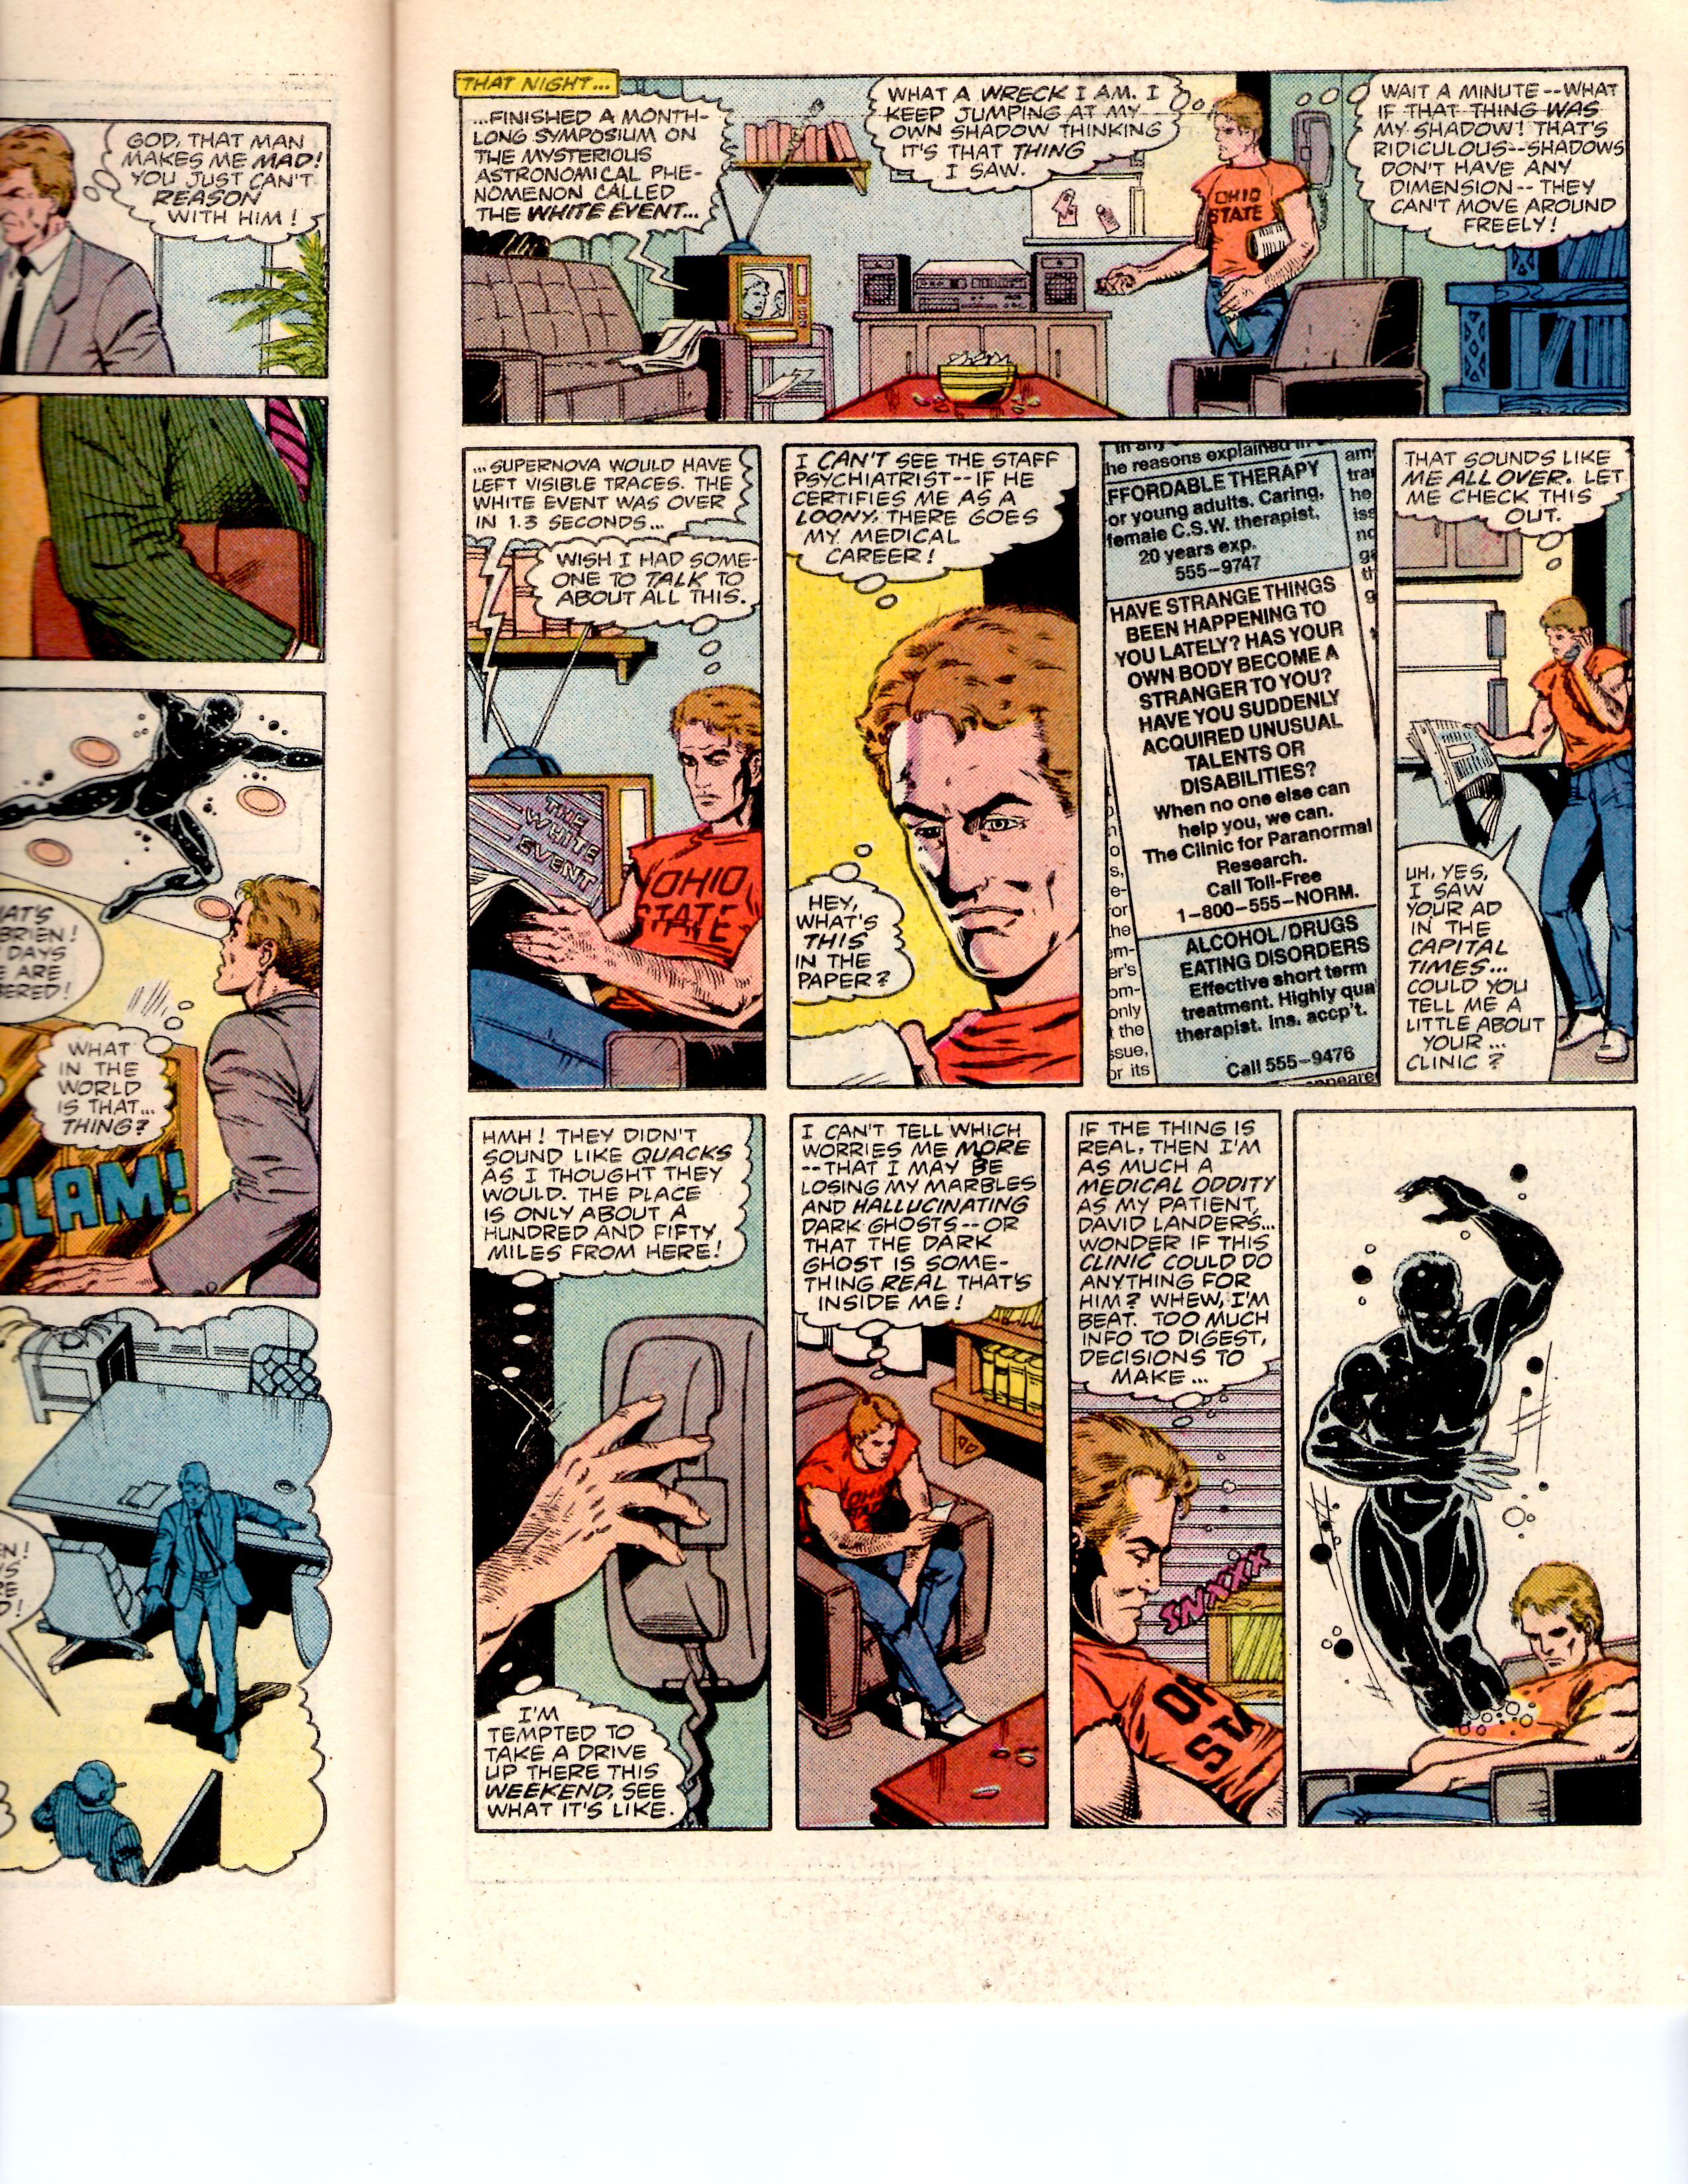 GOD, THAT MAN
MAKES ME MAD!
YOU JUST CAN'T
REASON
WITH HIM!
DAYS
ARE
WHAT
IN THE
WORLD
IS THAT...
THING?
SLAM!
THAT NIGHT...
...FINISHED A MONTH-
LONG SYMPOSIUM ON
THE MYSTERIOUS
ASTRONOMICAL PHE-
NOMENON CALLED
THE WHITE EVENT...
WHAT A WRECK I AM. I
KEEP JUMPING AT MY
OWN SHADOW THINKING
IT'S THAT THING
I SAW.
OHIO
STATE
WAIT A MINUTE--WHAT
IF THAT THING WAS
MY SHADOW! THAT'S
RIDICULOUS--SHADOWS
DON'T HAVE ANY
DIMENSION--THEY
CAN'T MOVE AROUND
FREELY!
...SUPERNOVA WOULD HAVE
LEFT VISIBLE TRACES. THE
WHITE EVENT WAS OVER
IN 1.3 SECONDS...
WISH I HAD SOME-
ONE TO TALK TO
ABOUT ALL THIS.
THE
WHITE
EVENT
OHIO
STATE
I CAN'T SEE THE STAFF
PSYCHIATRIST--IF HE
CERTIFIES ME AS A
LOONY, THERE GOES
MY MEDICAL
CAREER!
HEY,
WHAT'S
THIS
IN THE
PAPER?
in any
he reasons explained in
FFORDABLE THERAPY
or young adults. Caring,
female C.S.W. therapist,
20 years exp.
555-9747
HAVE STRANGE THINGS
BEEN HAPPENING TO
YOU LATELY? HAS YOUR
OWN BODY BECOME A
STRANGER TO YOU?
HAVE YOU SUDDENLY
ACQUIRED UNUSUAL
TALENTS OR
DISABILITIES?
When no one else can
help you, we can.
The Clinic for Paranormal
Research.
Call Toll-Free
1-800-555-NORM.
ALCOHOL/DRUGS
EATING DISORDERS
Effective short term
treatment. Highly qua
therapist. Ins. accp't.
Call 555-9476
THAT SOUNDS LIKE
ME ALL OVER. LET
ME CHECK THIS
OUT.
UH, YES,
I SAW
YOUR AD
IN THE
CAPITAL
TIMES...
COULD YOU
TELL ME A
LITTLE ABOUT
YOUR...
CLINIC?
HMH! THEY DIDN'T
SOUND LIKE QUACKS
AS I THOUGHT THEY
WOULD. THE PLACE
IS ONLY ABOUT A
HUNDRED AND FIFTY
MILES FROM HERE!
I'M
TEMPTED TO
TAKE A DRIVE
UP THERE THIS
WEEKEND, SEE
WHAT IT'S LIKE.
I CAN'T TELL WHICH
WORRIES ME MORE
--THAT I MAY BE
LOSING MY MARBLES
AND HALLUCINATING
DARK GHOSTS--OR
THAT THE DARK
GHOST IS SOME-
THING REAL THAT'S
INSIDE ME!
OHIO
IF THE THING IS
REAL, THEN I'M
AS MUCH A
MEDICAL ODDITY
AS MY PATIENT,
DAVID LANDERS...
WONDER IF THIS
CLINIC COULD DO
ANYTHING FOR
HIM? WHEW, I'M
BEAT. TOO MUCH
INFO TO DIGEST,
DECISIONS TO
MAKE...
SNXXX